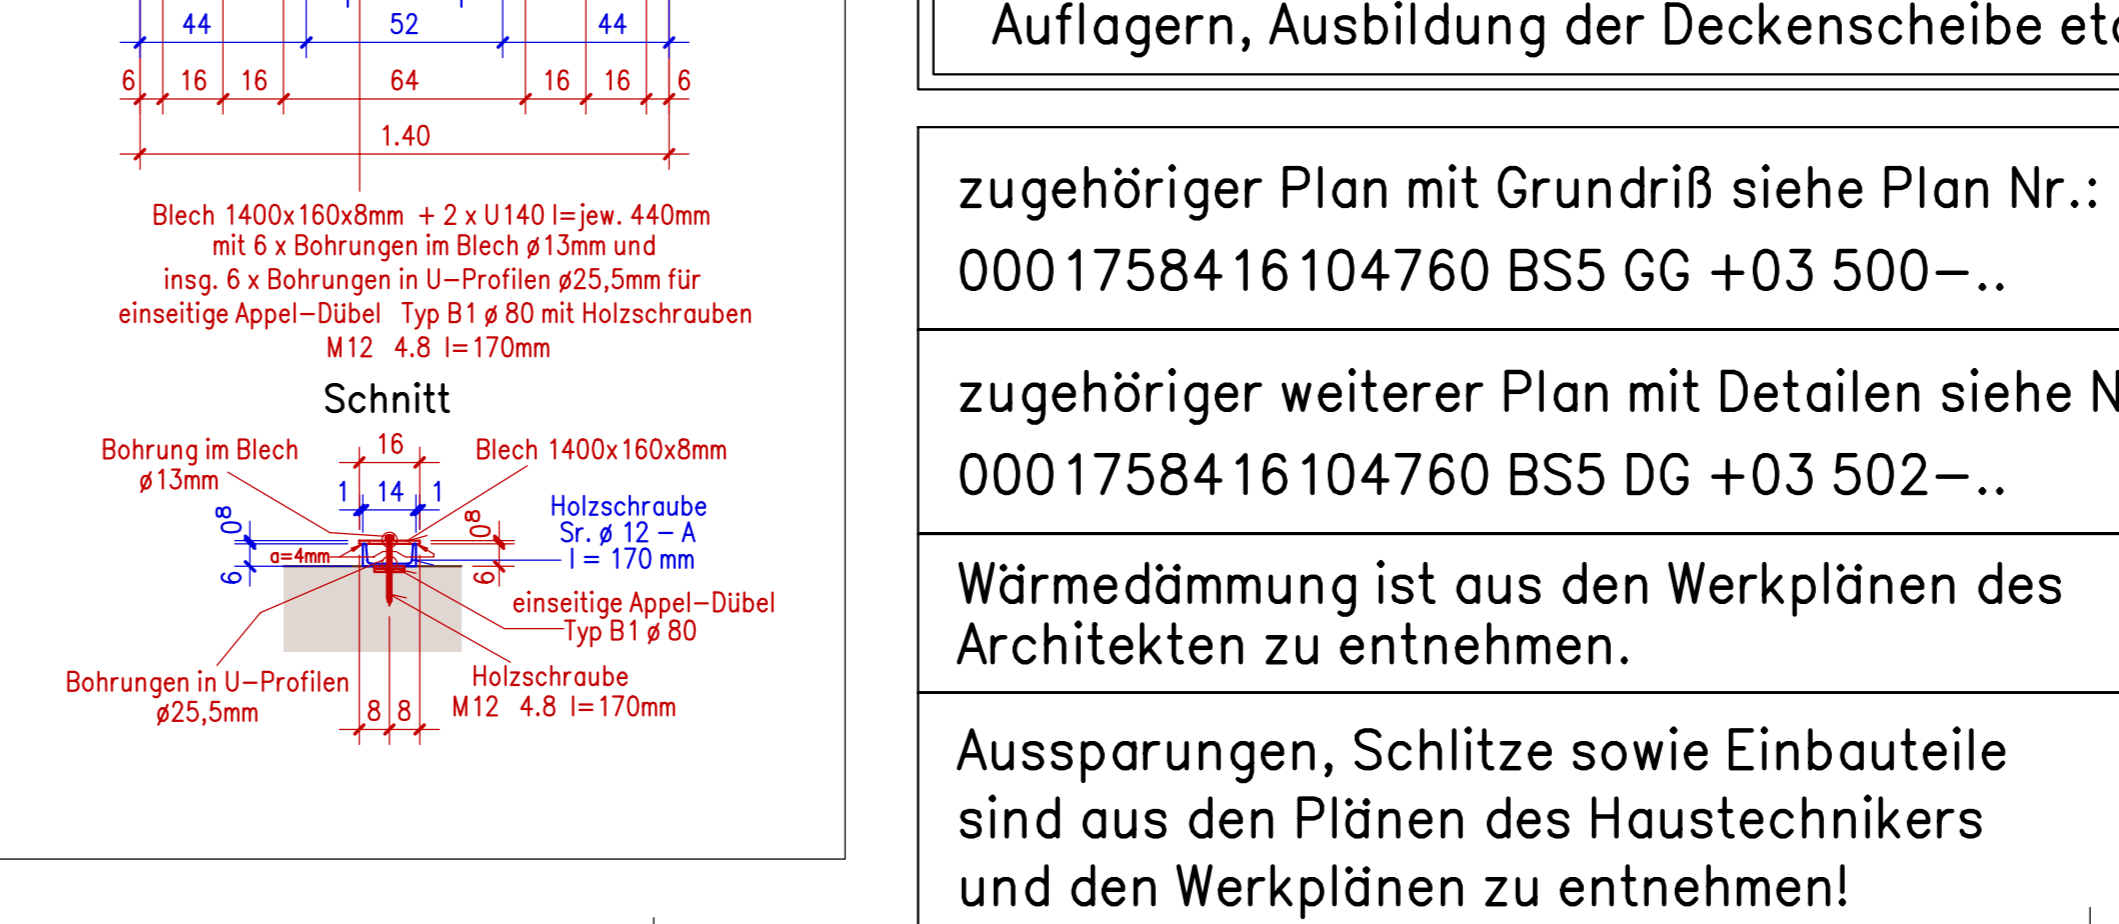 44 52 44
6 16 16 64 16 16 6
1.40
Blech 1400x160x8mm + 2 x U140 l=jew. 440mm
mit 6 x Bohrungen im Blech ø13mm und
insg. 6 x Bohrungen in U-Profilen ø25,5mm für
einseitige Appel-Dübel Typ B1 ø 80 mit Holzschrauben
M12 4.8 l=170mm
Schnitt
Bohrung im Blech
ø13mm
16
Blech 1400x160x8mm
1 14 1
Holzschraube
Sr. ø 12 - A
l = 170 mm
08
08
a=4mm
6
6
einseitige Appel-Dübel
Typ B1 ø 80
Bohrungen in U-Profilen
ø25,5mm
Holzschraube
M12 4.8 l=170mm
8 8
Auflagern, Ausbildung der Deckenscheibe
zugehöriger Plan mit Grundriß siehe Plan Nr.:
0001758416104760 BS5 GG +03 500-..
zugehöriger weiterer Plan mit Detailen siehe
0001758416104760 BS5 DG +03 502-..
Wärmedämmung ist aus den Werkplänen des
Architekten zu entnehmen.
Aussparungen, Schlitze sowie Einbauteile
sind aus den Plänen des Haustechnikers
und den Werkplänen zu entnehmen!